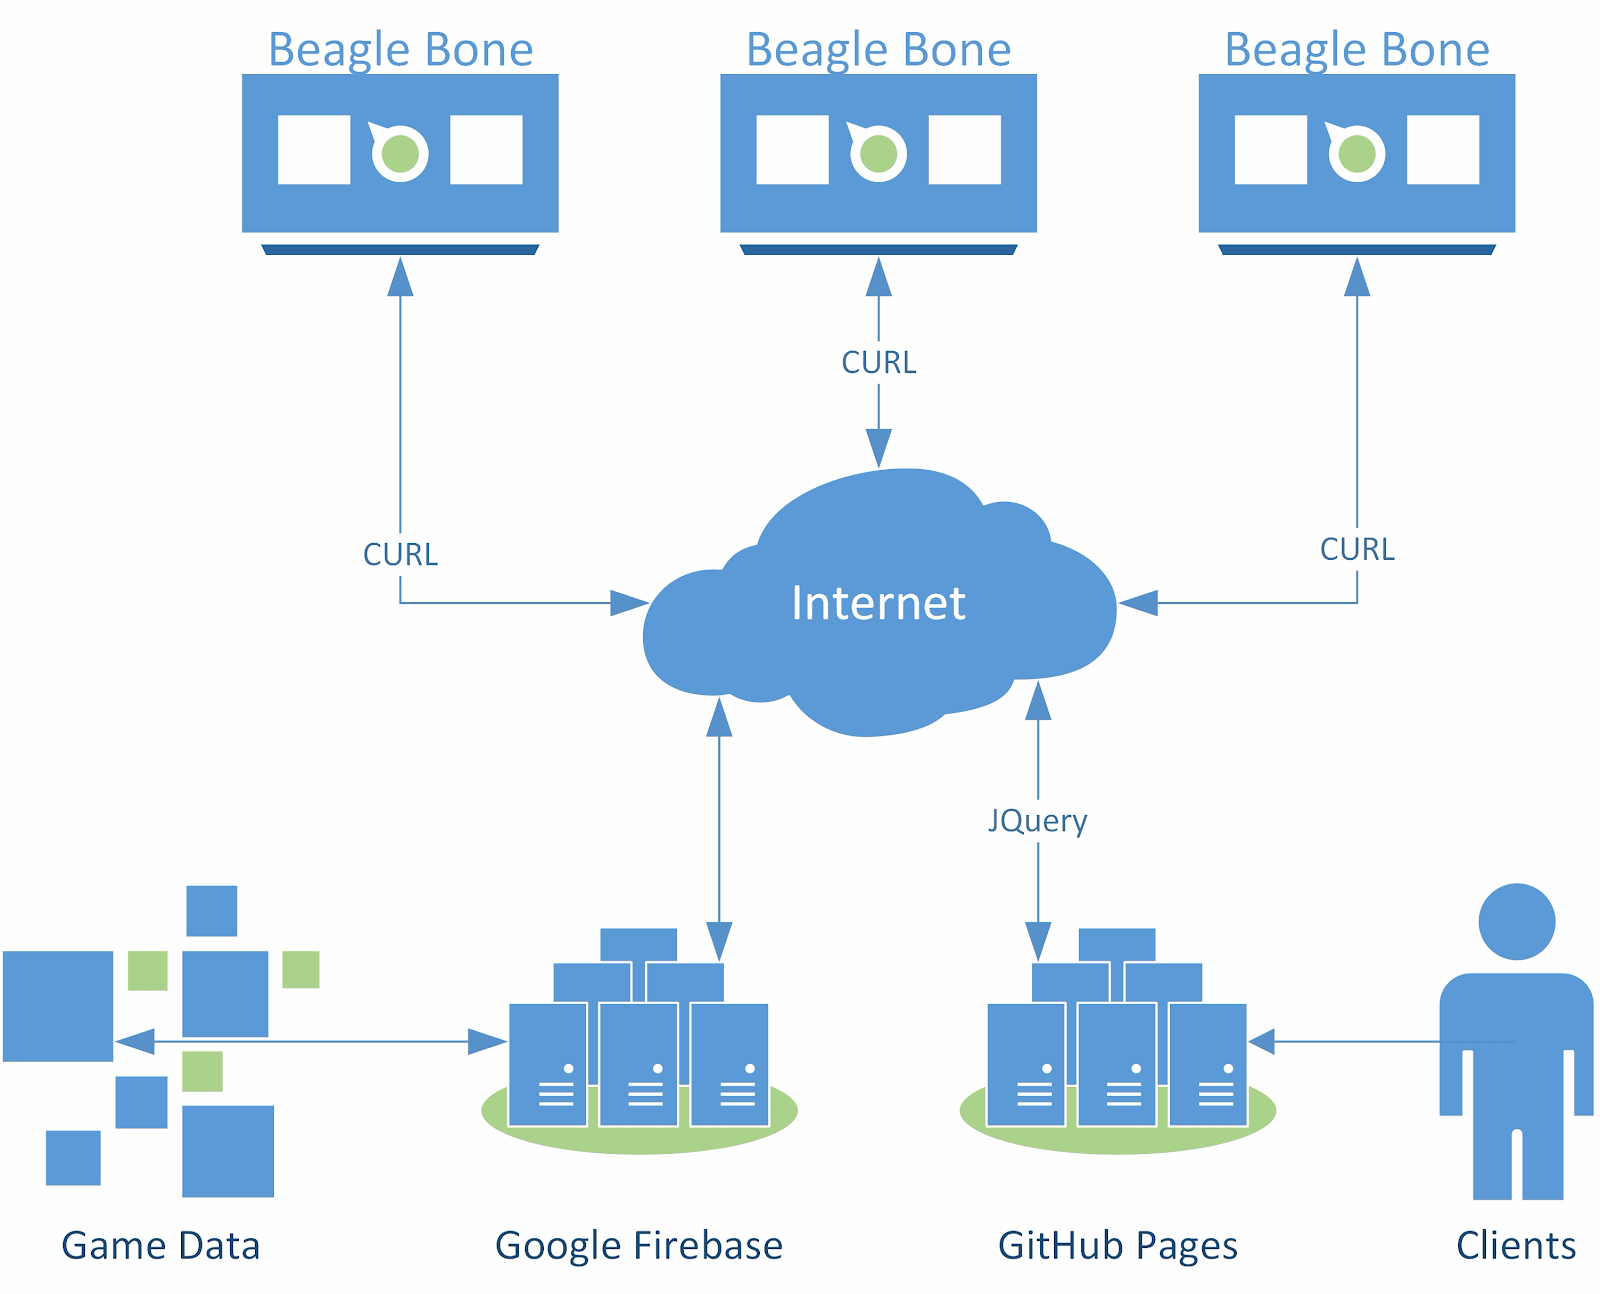 Beagle Bone
Beagle Bone
Beagle Bone
CURL
CURL
CURL
Internet
JQuery
Game Data
Google Firebase
GitHub Pages
Clients